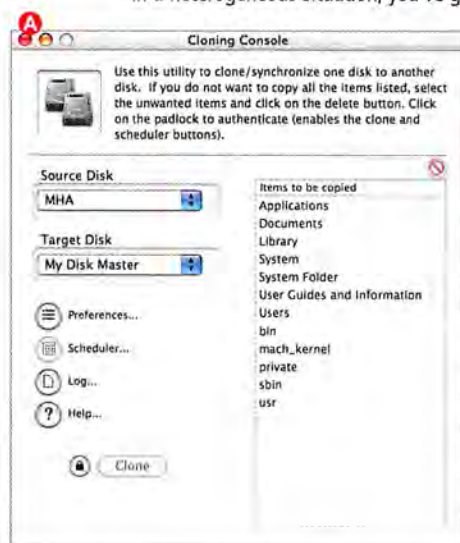 A
Cloning Console
Use this utility to clone/synchronize one disk to another
disk. If you do not want to copy all the items listed, select
the unwanted items and click on the delete button. Click
on the padlock to authenticate (enables the clone and
scheduler buttons).
Source Disk
MHA
Target Disk
My Disk Master
Preferences...
Scheduler...
Log...
? Help...
Clone
Items to be copied
Applications
Documents
Library
System
System Folder
User Guides and Information
Users
bin
mach_kernel
private
sbin
usr